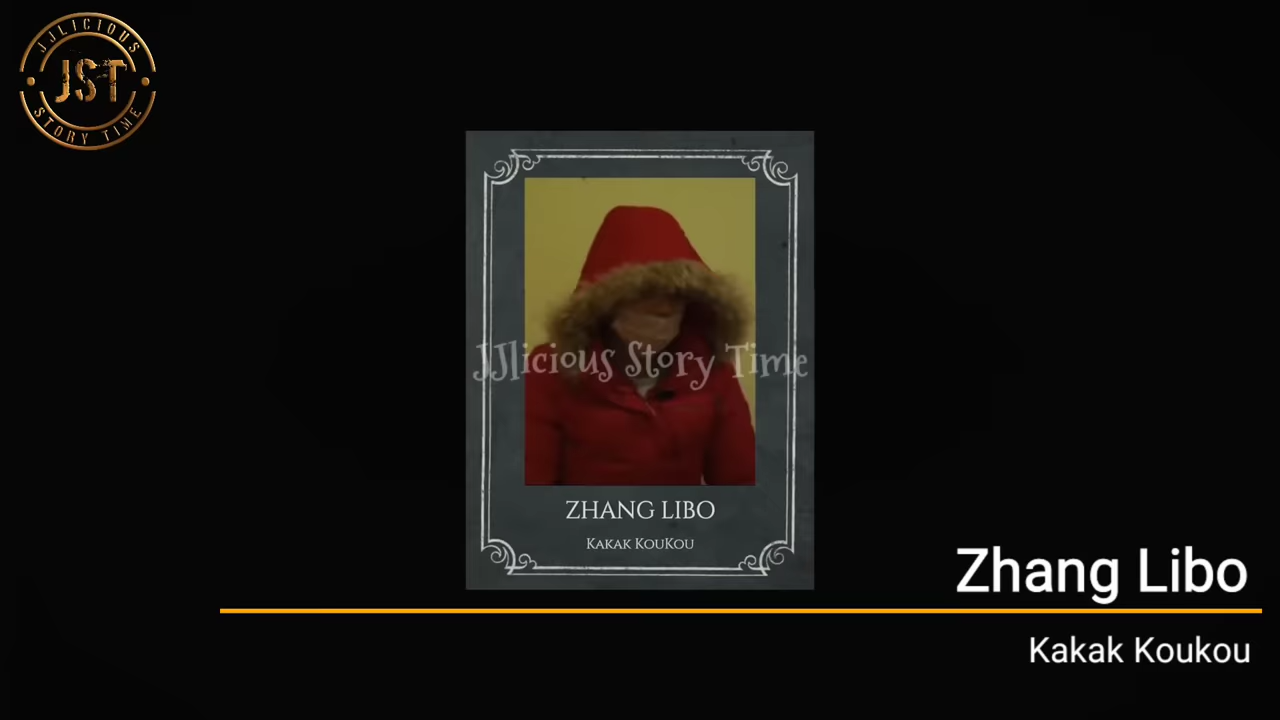 JJLICIOUS
JST
STORY TIME
JJlicious Story Time
ZHANG LIBO
Kakak KouKou
Zhang Libo
Kakak Koukou